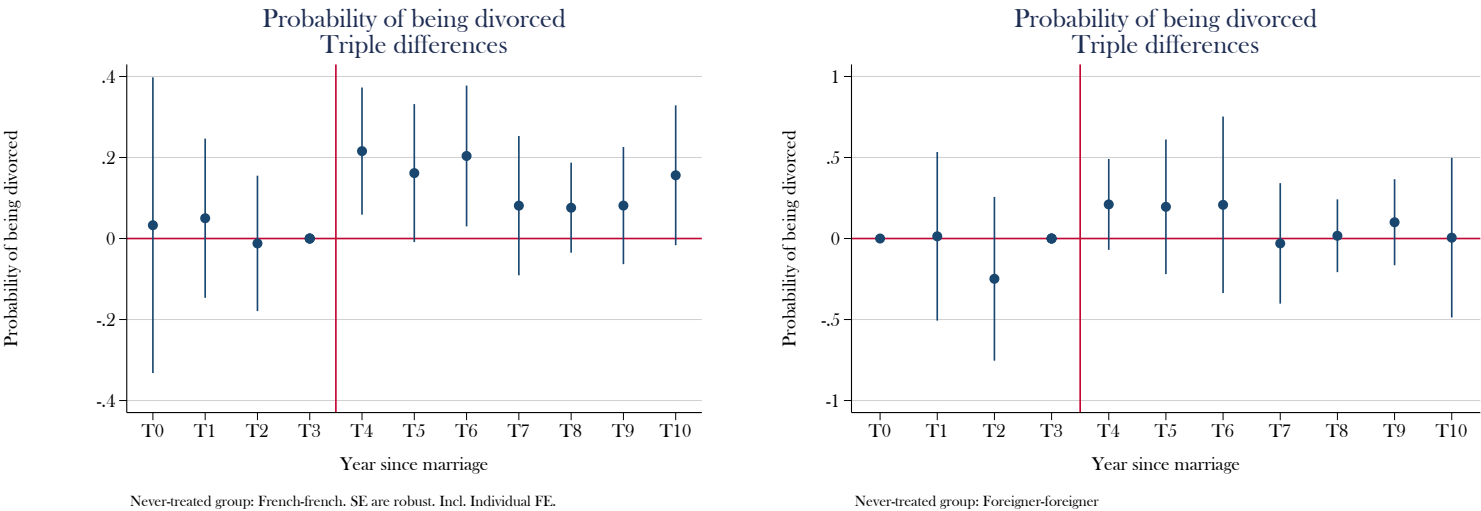 Probability of being divorced
Triple differences
Probability of being divorced
.4
.2
0
-.2
-.4
T0 T1 T2 T3 T4 T5 T6 T7 T8 T9 T10
Year since marriage
Never-treated group: French-french. SE are robust. Incl. Individual FE.
Probability of being divorced
Triple differences
Probability of being divorced
1
.5
0
-.5
-1
T0 T1 T2 T3 T4 T5 T6 T7 T8 T9 T10
Year since marriage
Never-treated group: Foreigner-foreigner